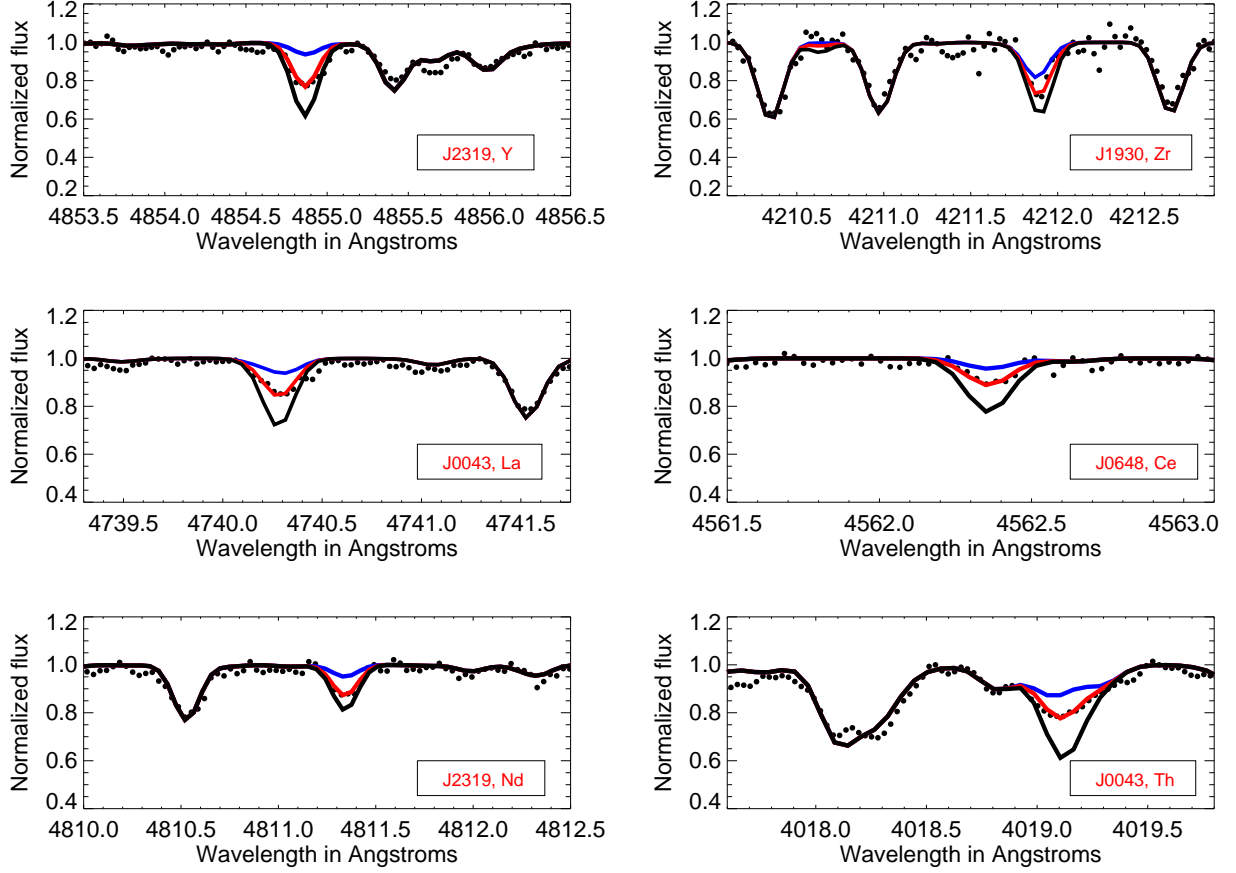 1.2
1.0
0.8
0.6
0.4
0.2
Normalized flux
J2319, Y
4853.5 4854.0 4854.5 4855.0 4855.5 4856.0 4856.5
Wavelength in Angstroms
1.2
1.0
0.8
0.6
0.4
0.2
Normalized flux
J1930, Zr
4210.5 4211.0 4211.5 4212.0 4212.5
Wavelength in Angstroms
1.2
1.0
0.8
0.6
0.4
Normalized flux
J0043, La
4739.5 4740.0 4740.5 4741.0 4741.5
Wavelength in Angstroms
1.2
1.0
0.8
0.6
0.4
Normalized flux
J0648, Ce
4561.5 4562.0 4562.5 4563.0
Wavelength in Angstroms
1.2
1.0
0.8
0.6
0.4
Normalized flux
J2319, Nd
4810.0 4810.5 4811.0 4811.5 4812.0 4812.5
Wavelength in Angstroms
1.2
1.0
0.8
0.6
0.4
Normalized flux
J0043, Th
4018.0 4018.5 4019.0 4019.5
Wavelength in Angstroms